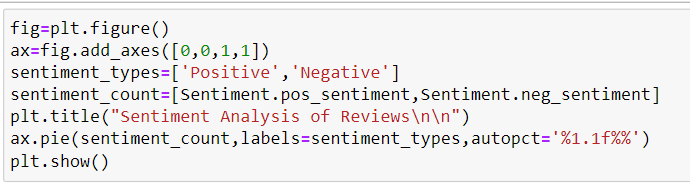 fig=plt.figure()
ax=fig.add_axes([0,0,1,1])
sentiment_types=['Positive','Negative']
sentiment_count=[Sentiment.pos_sentiment,Sentiment.neg_sentiment]
plt.title("Sentiment Analysis of Reviews\n\n")
ax.pie(sentiment_count,labels=sentiment_types,autopct='%1.1f%%')
plt.show()